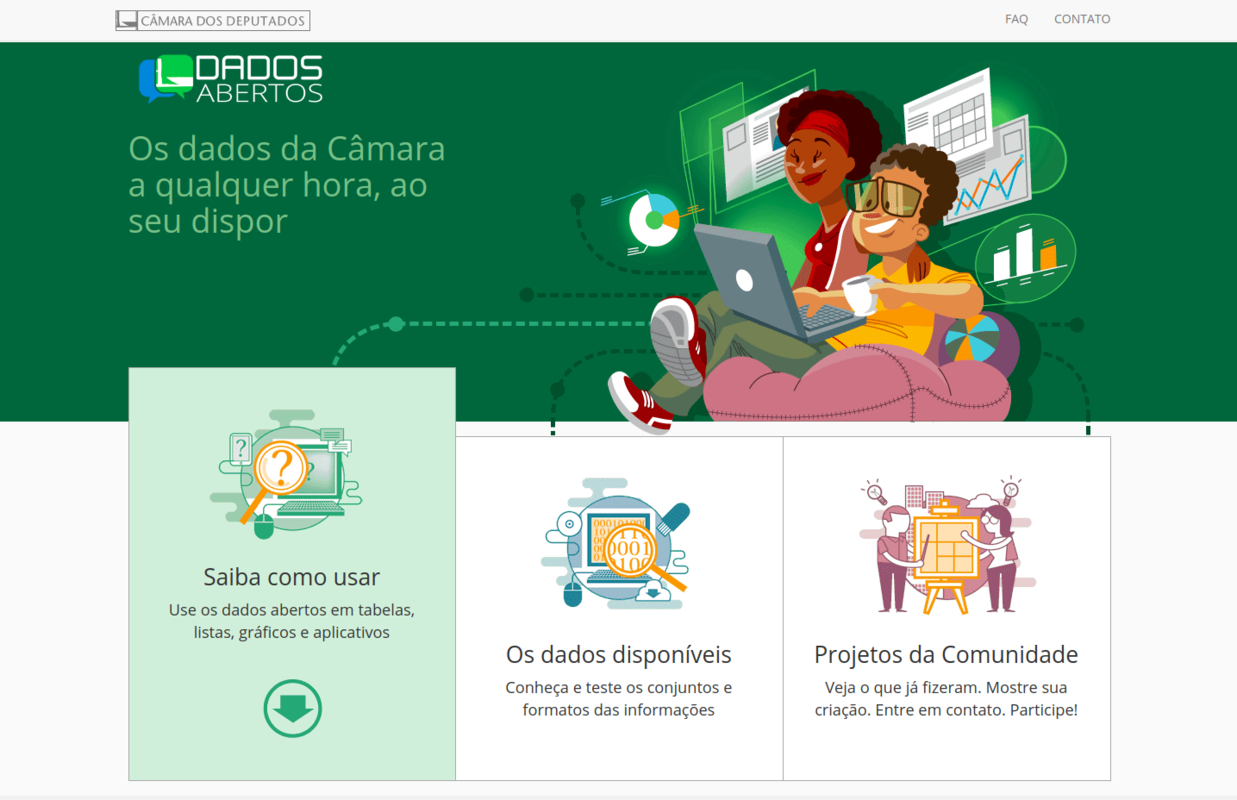 CÂMARA DOS DEPUTADOS
FAQ
CONTATO
DADOS
ABERTOS
Os dados da Câmara
a qualquer hora, ao
seu dispor
?
?
?
Saiba como usar
Use os dados abertos em tabelas,
listas, gráficos e aplicativos
Os dados disponíveis
Conheça e teste os conjuntos e
formatos das informações
Projetos da Comunidade
Veja o que já fizeram. Mostre sua
criação. Entre em contato. Participe!